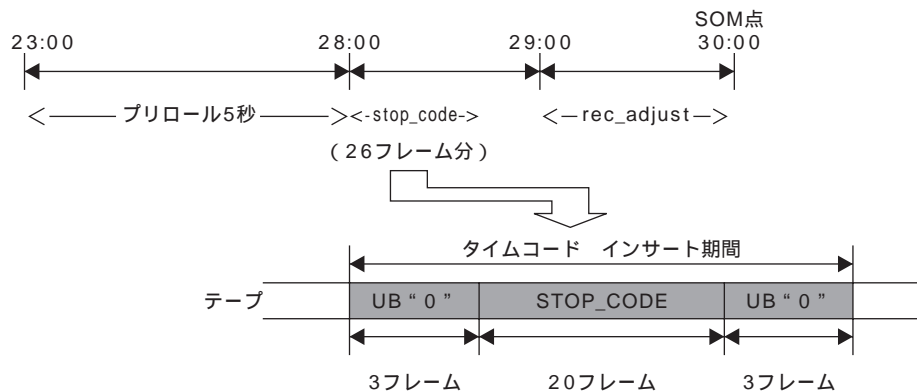 SOM点
23:00 28:00 29:00 30:00
<―― プリロール5秒 ――><-stop_code-> <―rec_adjust―>
(26フレーム分)
タイムコード インサート期間
テープ UB“0” STOP_CODE UB“0”
3フレーム 20フレーム 3フレーム